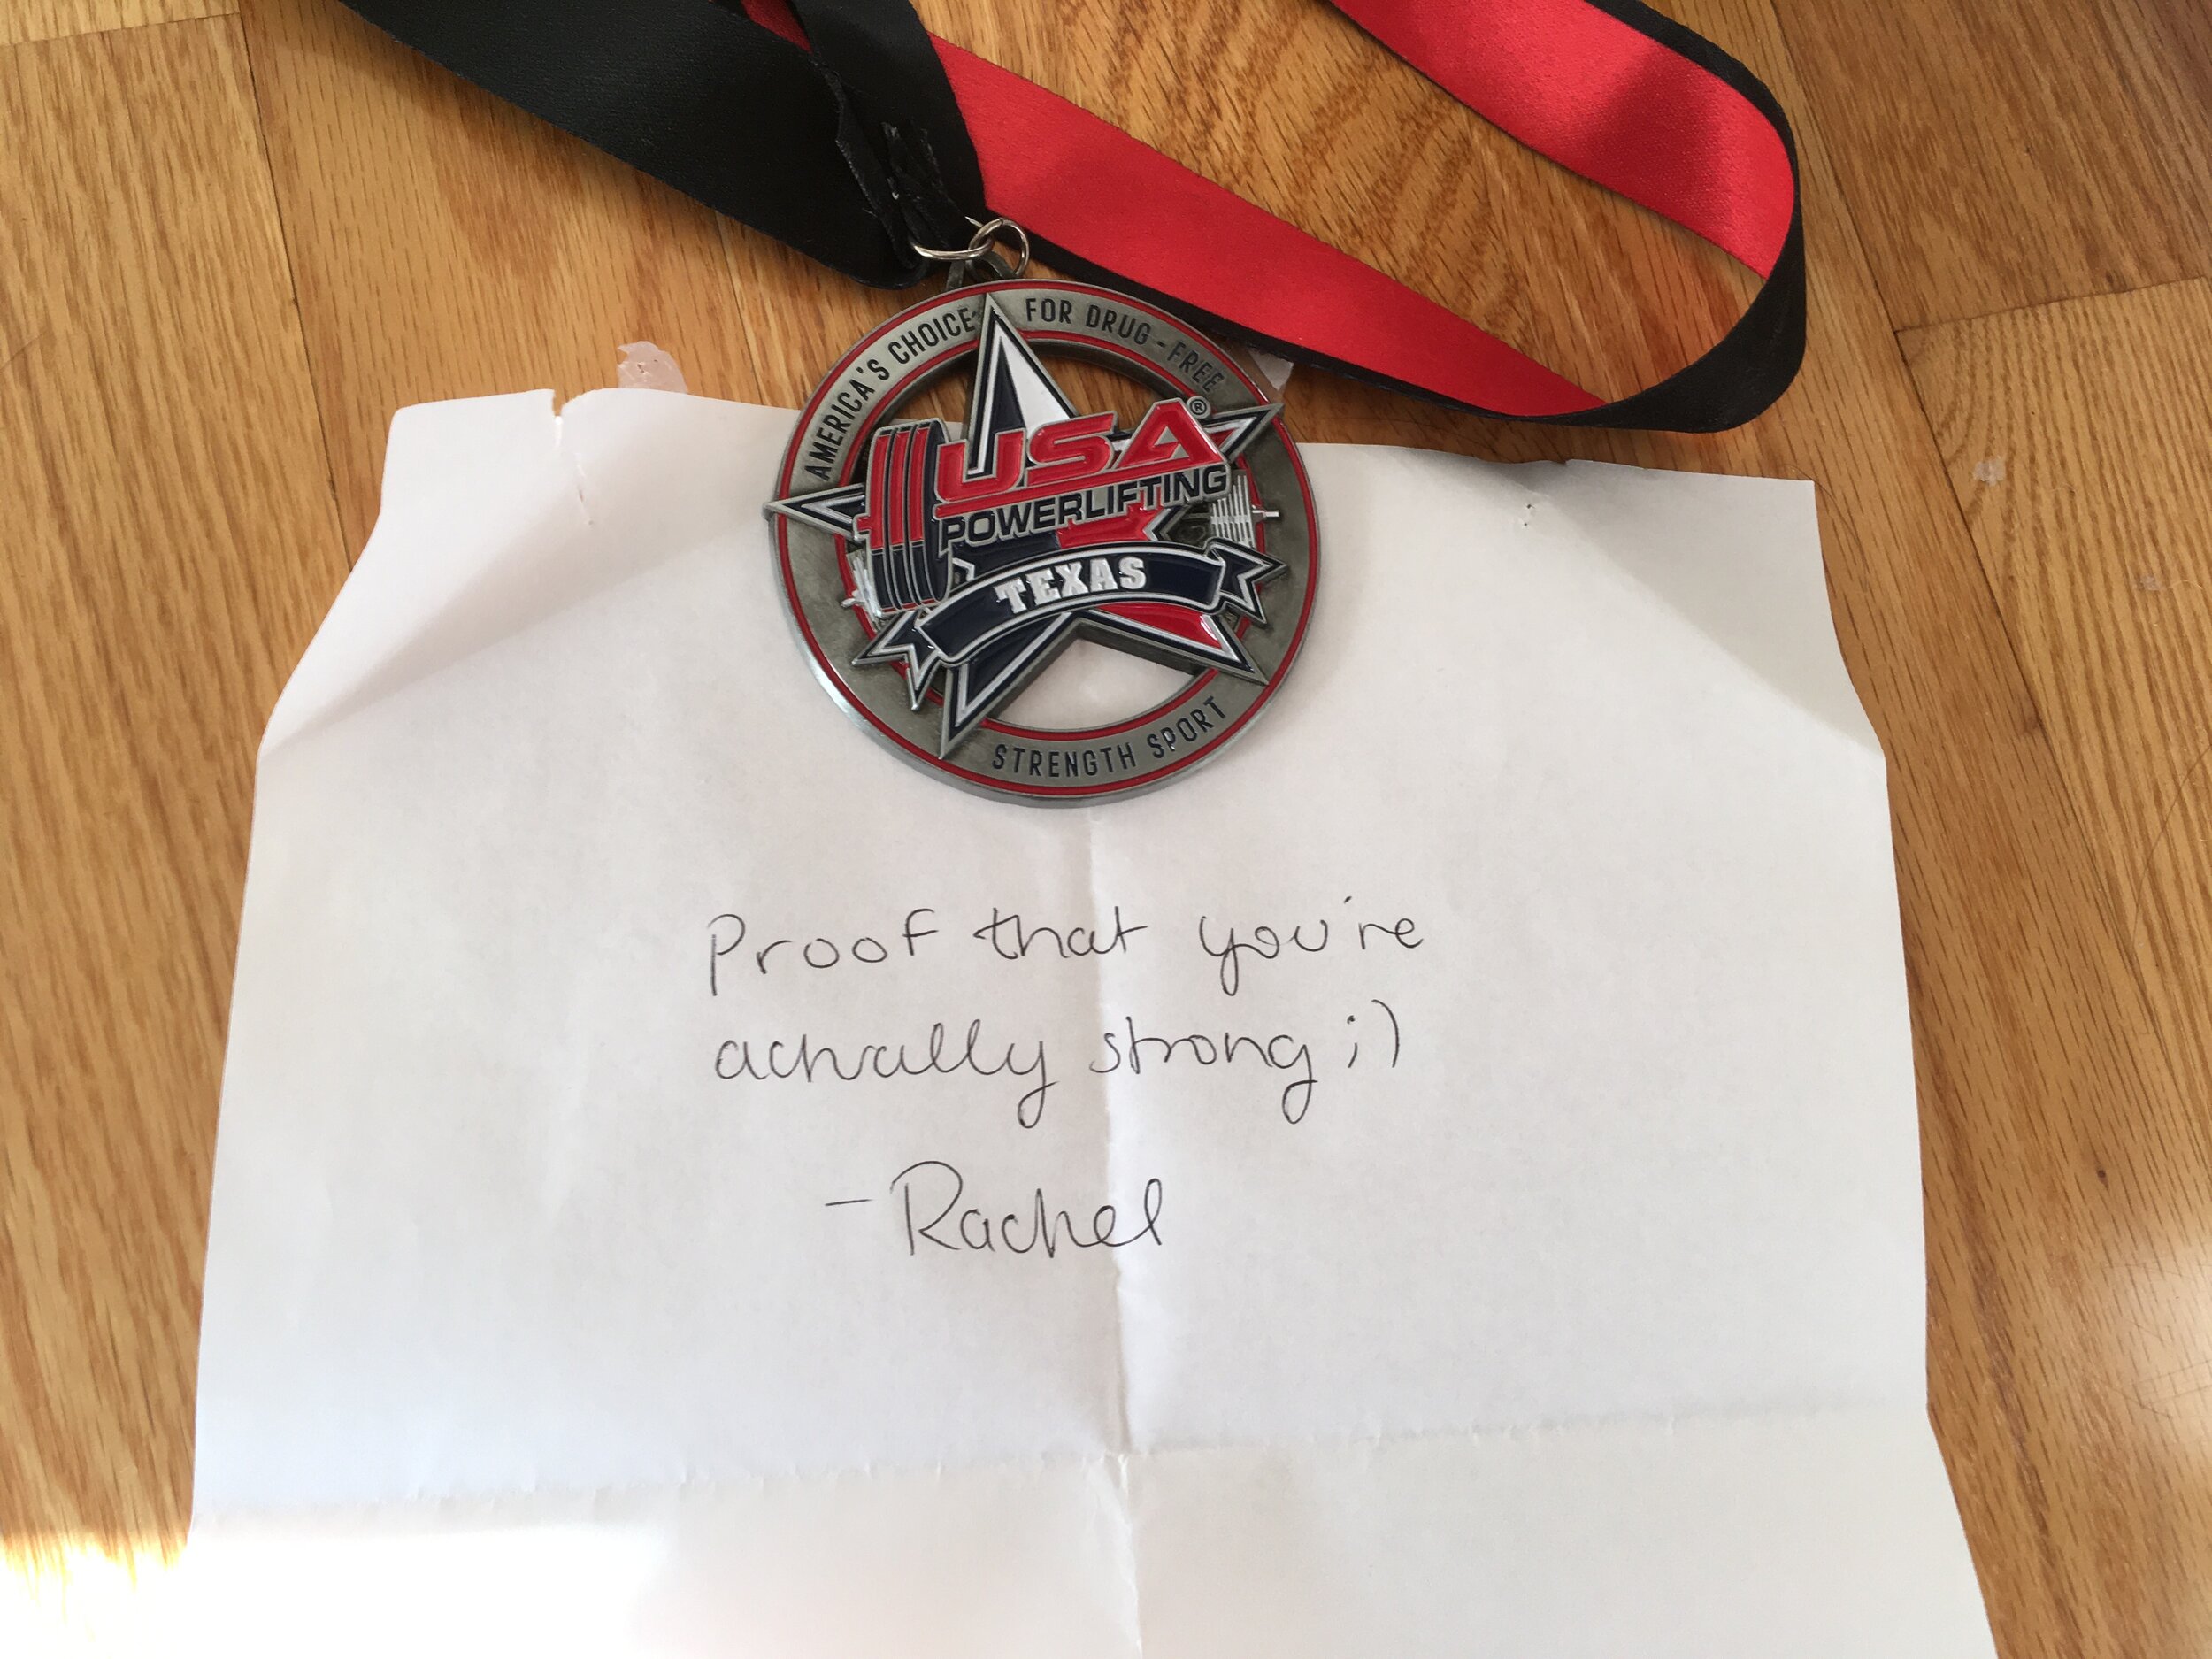 AMERICA'S CHOICE FOR DRUG-FREE
USA®
POWERLIFTING
TEXAS
STRENGTH SPORT
Proof that you're
actually strong ;)
- Rachel